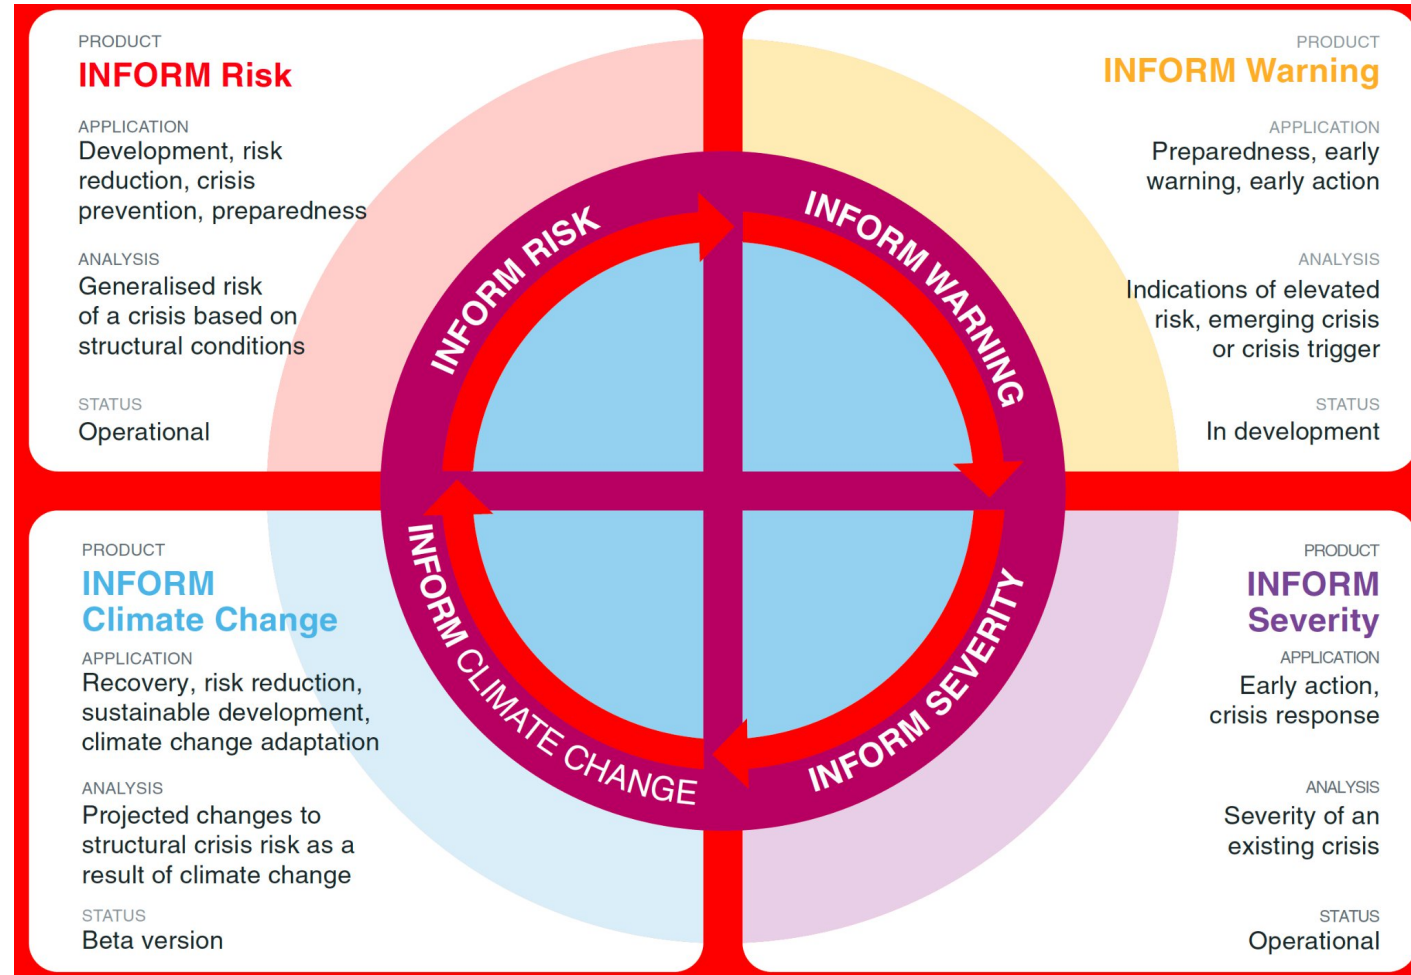 PRODUCT
INFORM Risk
APPLICATION
Development, risk
reduction, crisis
prevention, preparedness
ANALYSIS
Generalised risk
of a crisis based on
structural conditions
STATUS
Operational
PRODUCT
INFORM Warning
APPLICATION
Preparedness, early
warning, early action
ANALYSIS
Indications of elevated
risk, emerging crisis
or crisis trigger
STATUS
In development
INFORM RISK
INFORM WARNING
INFORM CLIMATE CHANGE
INFORM SEVERITY
PRODUCT
INFORM
Climate Change
APPLICATION
Recovery, risk reduction,
sustainable development,
climate change adaptation
ANALYSIS
Projected changes to
structural crisis risk as a
result of climate change
STATUS
Beta version
PRODUCT
INFORM
Severity
APPLICATION
Early action,
crisis response
ANALYSIS
Severity of an
existing crisis
STATUS
Operational